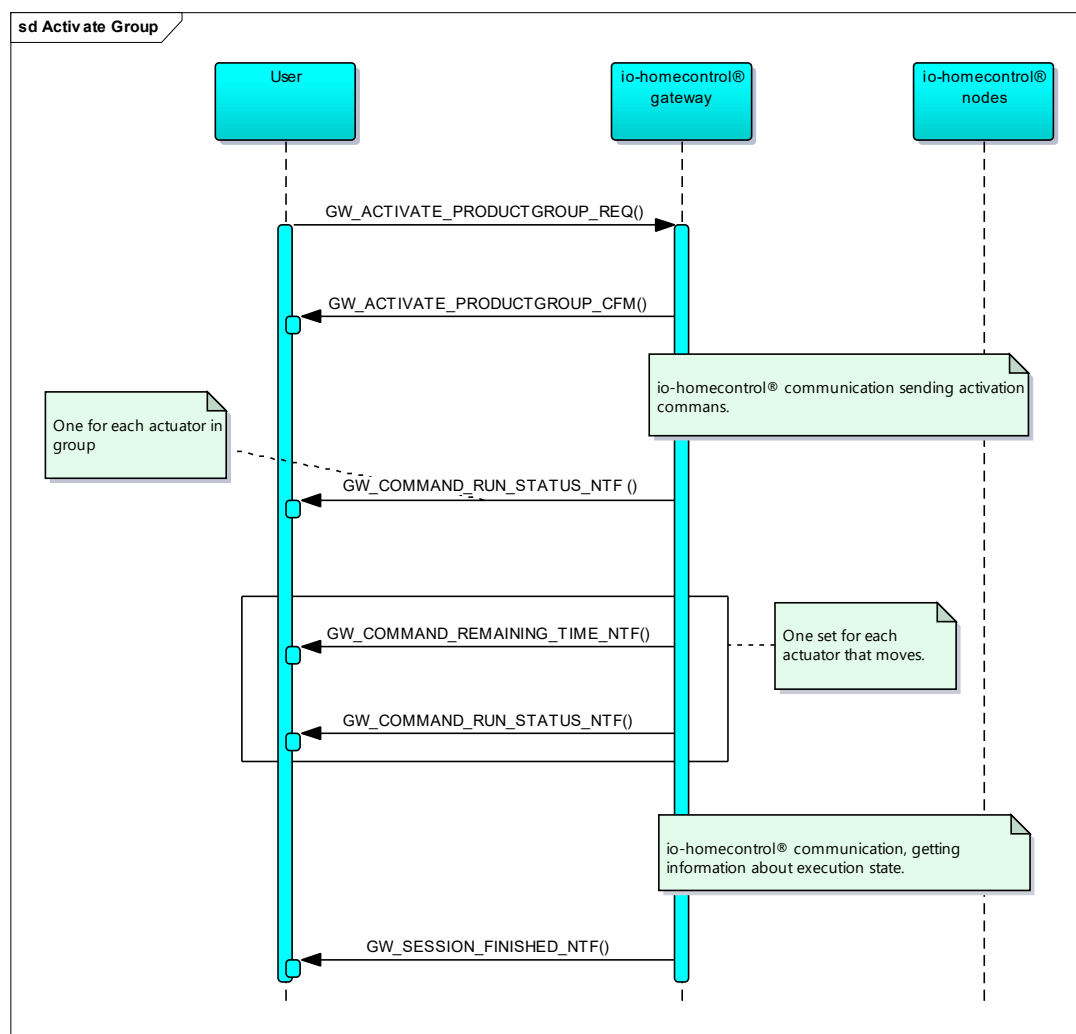 sd Activate Group
User
io-homecontrol®
gateway
io-homecontrol®
nodes
GW_ACTIVATE_PRODUCTGROUP_REQ()
GW_ACTIVATE_PRODUCTGROUP_CFM()
io-homecontrol® communication sending activation
commans.
One for each actuator in
group
GW_COMMAND_RUN_STATUS_NTF ()
GW_COMMAND_REMAINING_TIME_NTF()
One set for each
actuator that moves.
GW_COMMAND_RUN_STATUS_NTF()
io-homecontrol® communication, getting
information about execution state.
GW_SESSION_FINISHED_NTF()